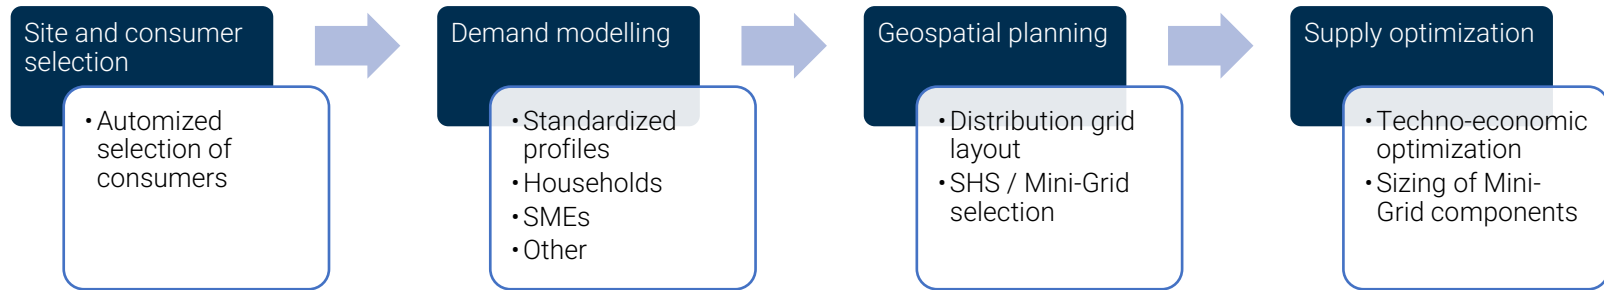 Site and consumer
selection
• Automized
selection of
consumers
Demand modelling
• Standardized
profiles
• Households
• SMEs
• Other
Geospatial planning
• Distribution grid
layout
• SHS / Mini-Grid
selection
Supply optimization
• Techno-economic
optimization
• Sizing of Mini-
Grid components